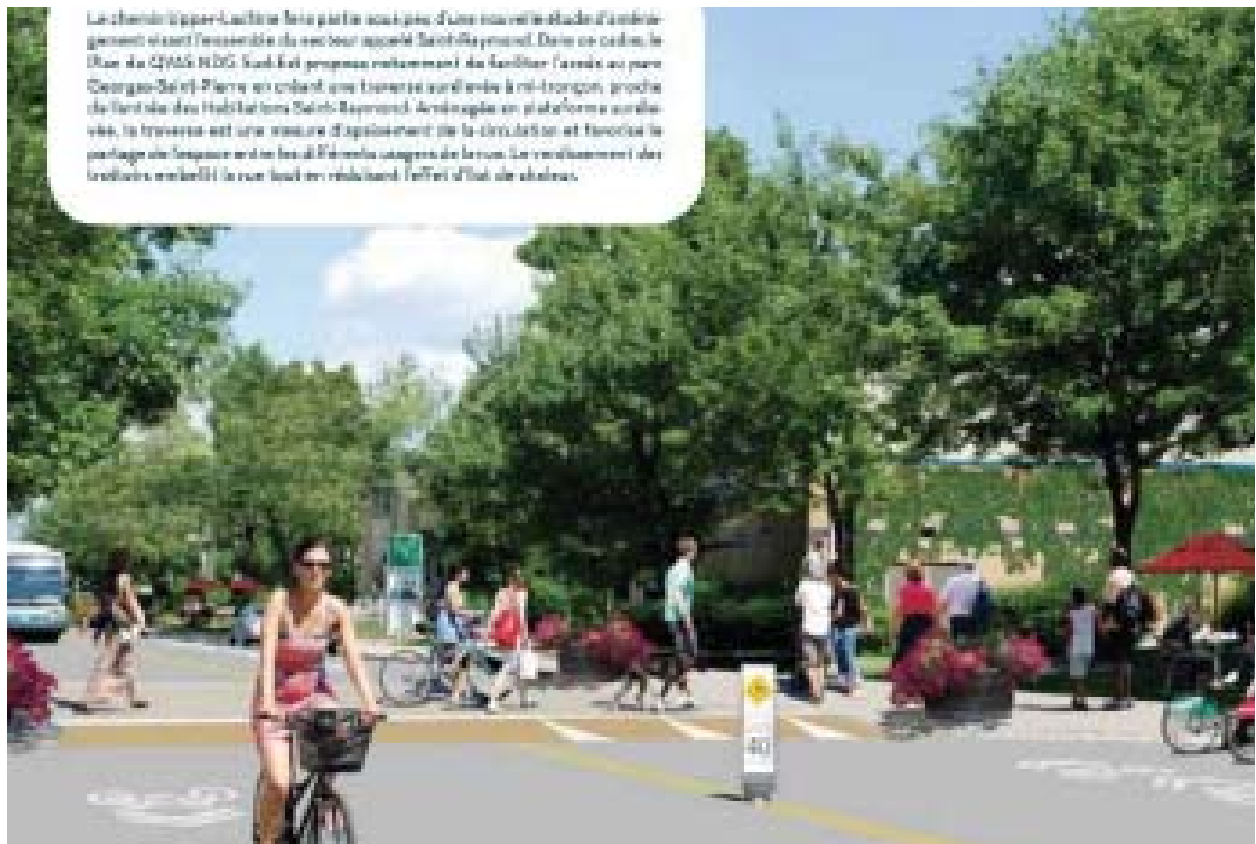 Le chemin Upper-Lachine fera partie sous peu d'une nouvelle étude d'aména-
gement visant l'ensemble du secteur appelé Saint-Raymond. Dans ce cadre, le
Plan de QVAS NDG Sud-Est propose notamment de faciliter l'accès au parc
Georges-Saint-Pierre en créant une traverse surélevée à mi-tronçon, proche
de l'entrée des Habitations Saint-Raymond. Aménagée en plateforme suréle-
vée, la traverse est une mesure d'apaisement de la circulation et favorise le
partage de l'espace entre les différents usagers de la rue. Le verdissement des
trottoirs embellit la rue tout en réduisant l'effet d'îlot de chaleur.
40